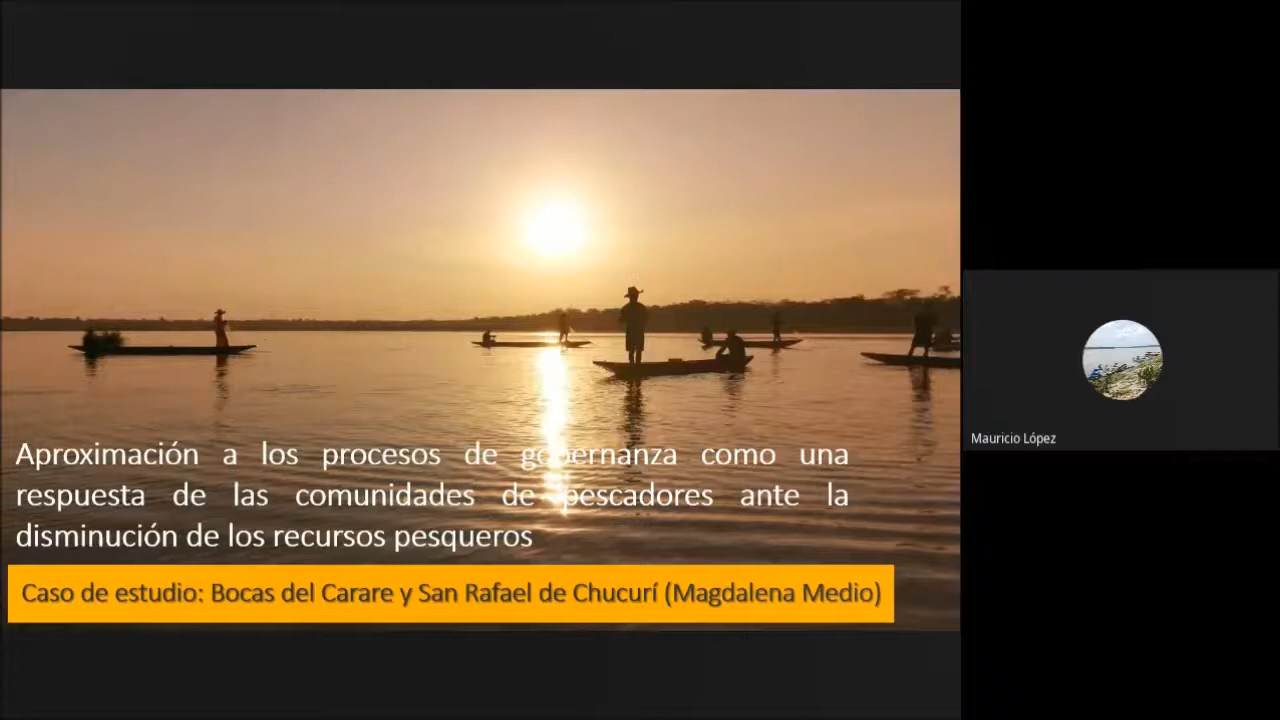 Aproximación a los procesos de gobernanza como una
respuesta de las comunidades de pescadores ante la
disminución de los recursos pesqueros
Caso de estudio: Bocas del Carare y San Rafael de Chucurí (Magdalena Medio)
Mauricio López